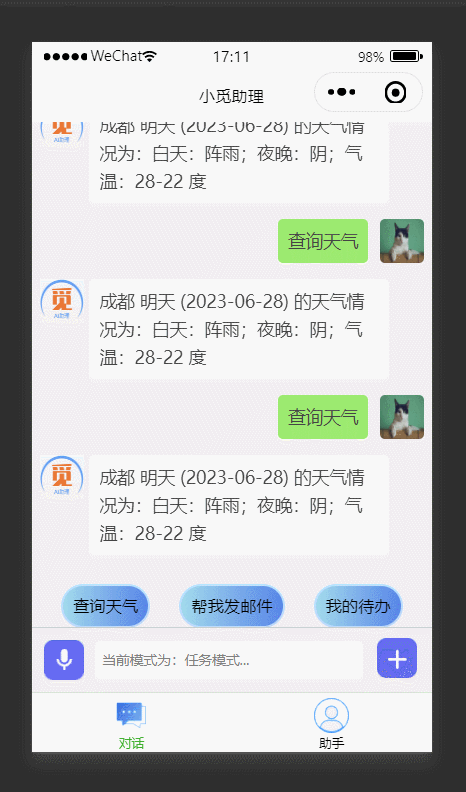 WeChat 17:11 98%
小觅助理
成都 明天 (2023-06-28) 的天气情
况为：白天：阵雨；夜晚：阴；气
温：28-22 度
AI助理
查询天气
觅
AI助理
成都 明天 (2023-06-28) 的天气情
况为：白天：阵雨；夜晚：阴；气
温：28-22 度
查询天气
觅
AI助理
成都 明天 (2023-06-28) 的天气情
况为：白天：阵雨；夜晚：阴；气
温：28-22 度
查询天气 帮我发邮件 我的待办
当前模式为：任务模式...
对话 助手